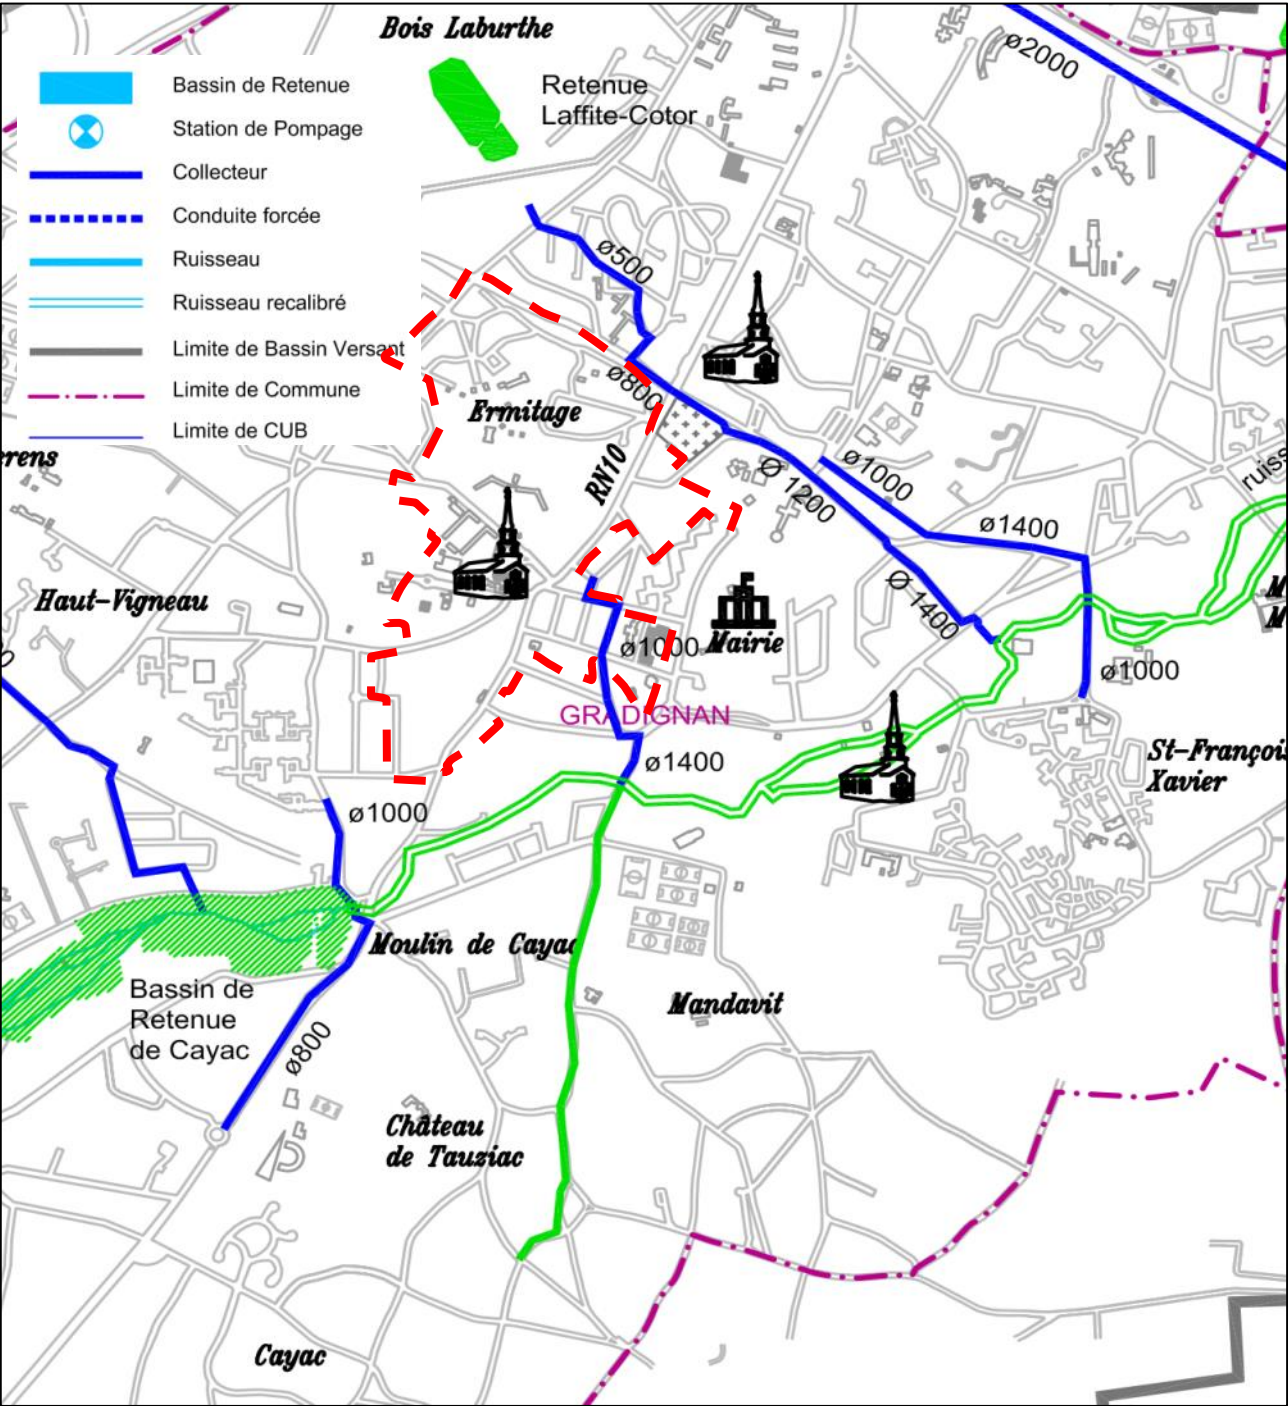 Bois Laburthe
ø2000
Retenue
Laffite-Cotor
Bassin de Retenue
Station de Pompage
Collecteur
Conduite forcée
Ruisseau
Ruisseau recalibré
Limite de Bassin Versant
Limite de Commune
Limite de CUB
ø500
ø800
Ermitage
RN10
erens
ø1000
Ø 1200
ruiss
ø1400
Haut-Vigneau
Ø 1400
M
M
Mairie
ø1000
ø1000
GRADIGNAN
ø1400
St-François
Xavier
ø1000
Moulin de Cayac
Bassin de
Retenue
de Cayac
Mandavit
ø800
Château
de Tauziac
Cayac